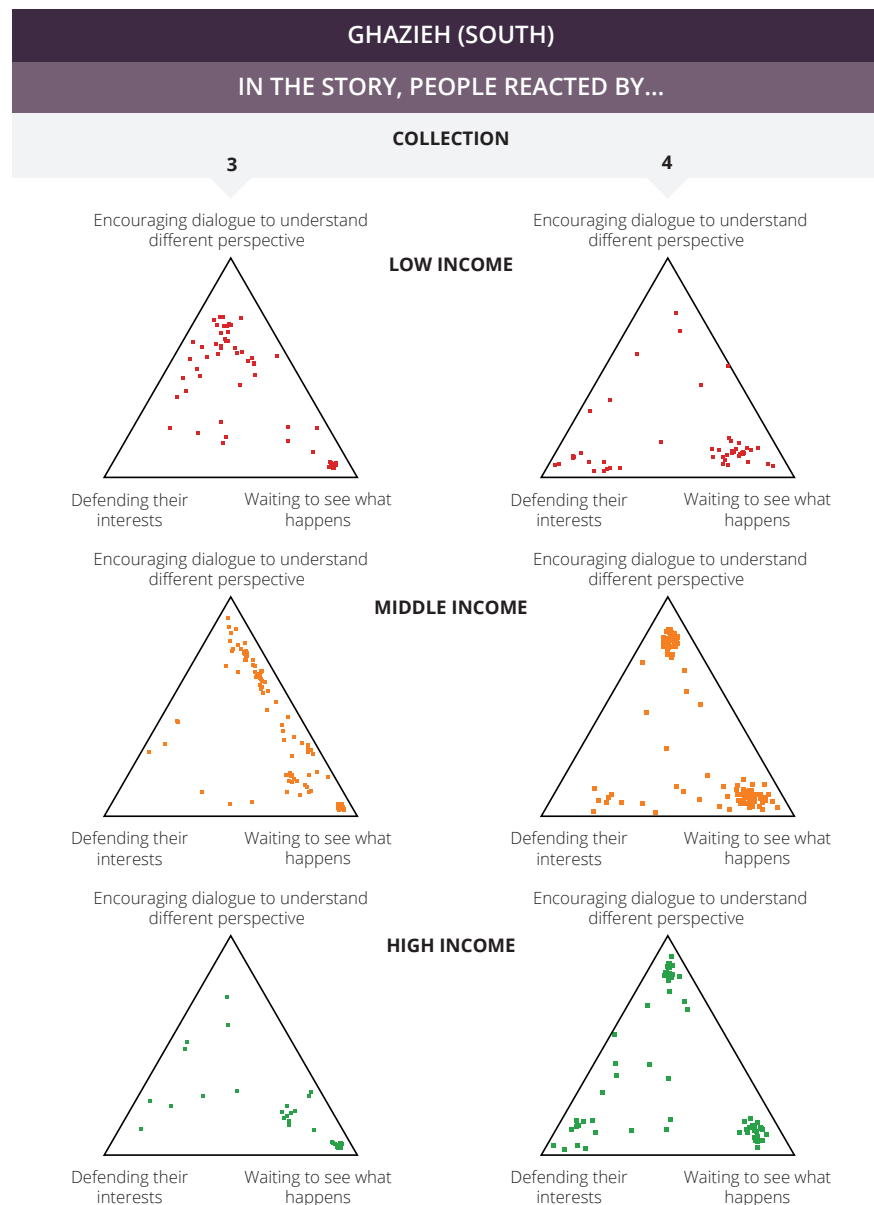 GHAZIEH (SOUTH)
IN THE STORY, PEOPLE REACTED BY...
COLLECTION
3
4
Encouraging dialogue to understand
different perspective
Encouraging dialogue to understand
different perspective
LOW INCOME
Defending their
interests
Waiting to see what
happens
Defending their
interests
Waiting to see what
happens
Encouraging dialogue to understand
different perspective
Encouraging dialogue to understand
different perspective
MIDDLE INCOME
Defending their
interests
Waiting to see what
happens
Defending their
interests
Waiting to see what
happens
Encouraging dialogue to understand
different perspective
Encouraging dialogue to understand
different perspective
HIGH INCOME
Defending their
interests
Waiting to see what
happens
Defending their
interests
Waiting to see what
happens